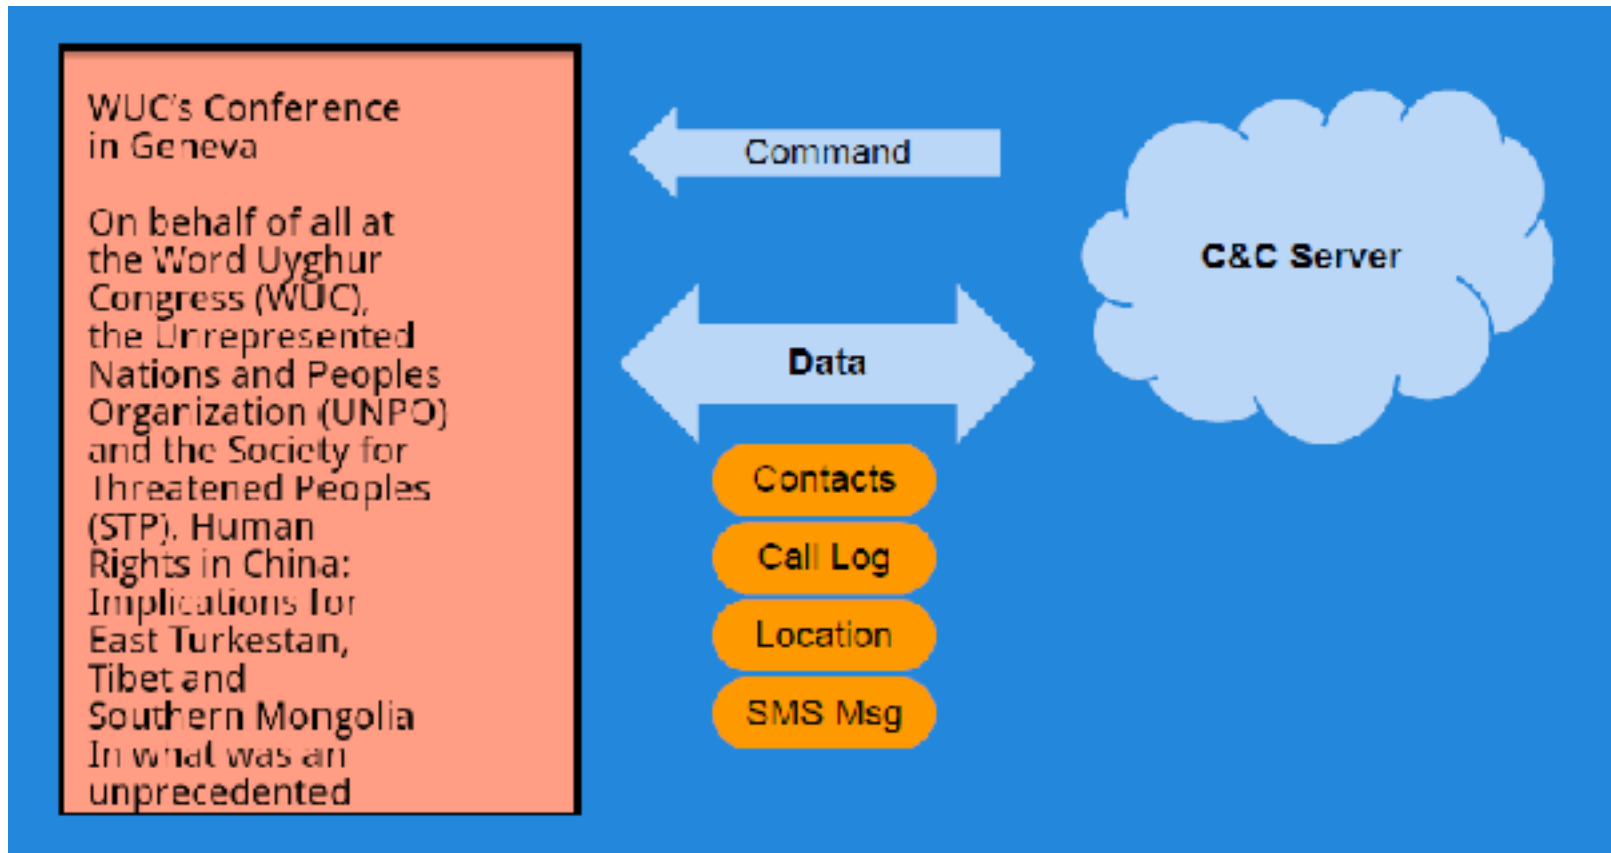 WUC's Conference
in Geneva
On behalf of all at
the Word Uyghur
Congress (WUC),
the Unrepresented
Nations and Peoples
Organization (UNPO)
and the Society for
Threatened Peoples
(STP). Human
Rights in China:
Implications for
East Turkestan,
Tibet and
Southern Mongolia
In what was an
unprecedented
Command
Data
Contacts
Call Log
Location
SMS Msg
C&C Server